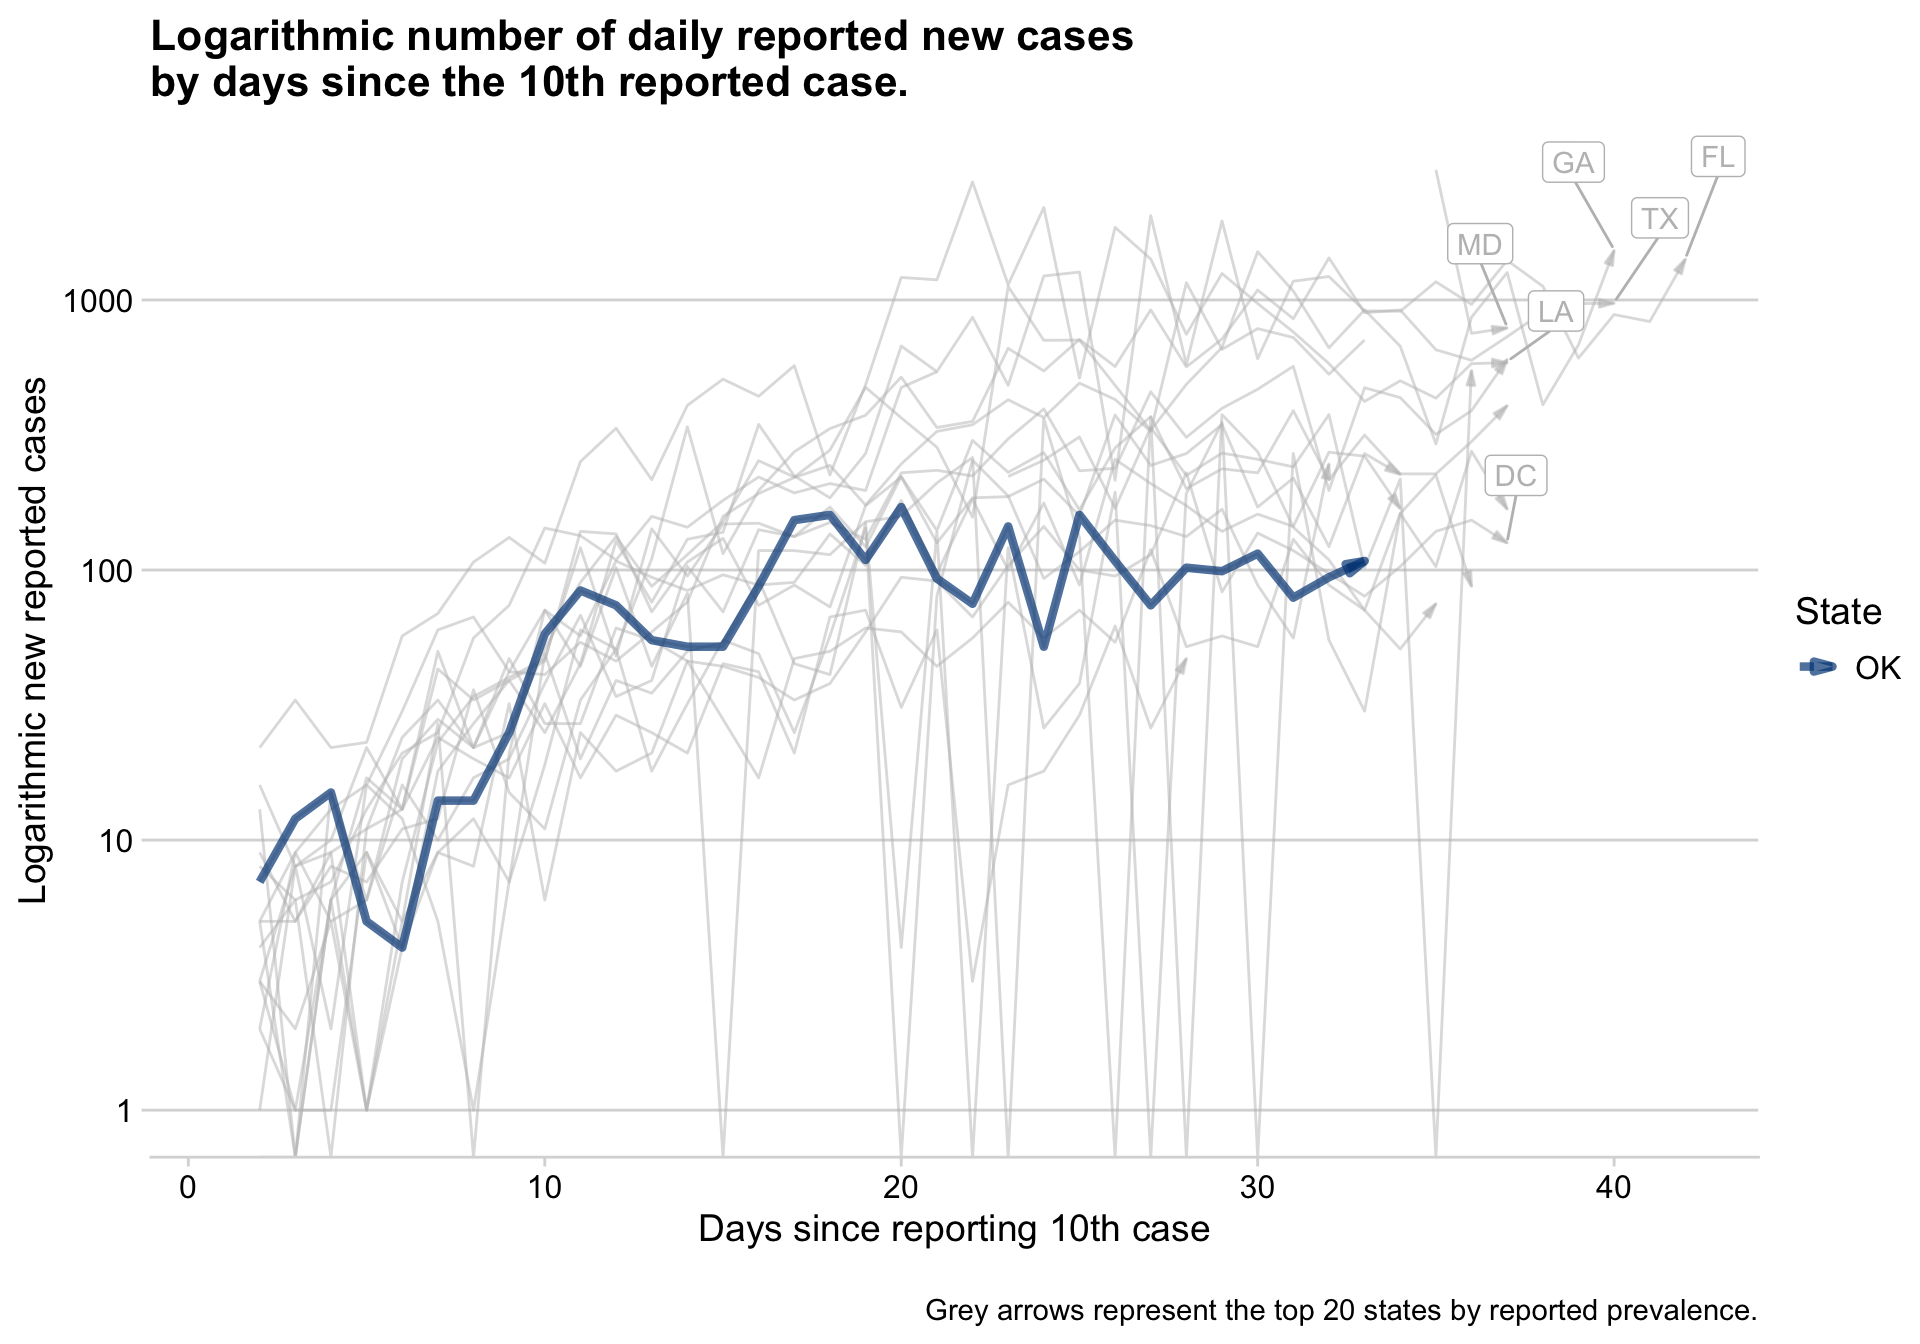 Logarithmic number of daily reported new cases
by days since the 10th reported case.
GA
FL
TX
MD
LA
DC
1000
100
10
1
Logarithmic new reported cases
0
10
20
30
40
Days since reporting 10th case
State
OK
Grey arrows represent the top 20 states by reported prevalence.